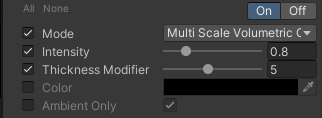 All None On Off
Mode Multi Scale Volumetric O
Intensity 0.8
Thickness Modifier 5
Color
Ambient Only